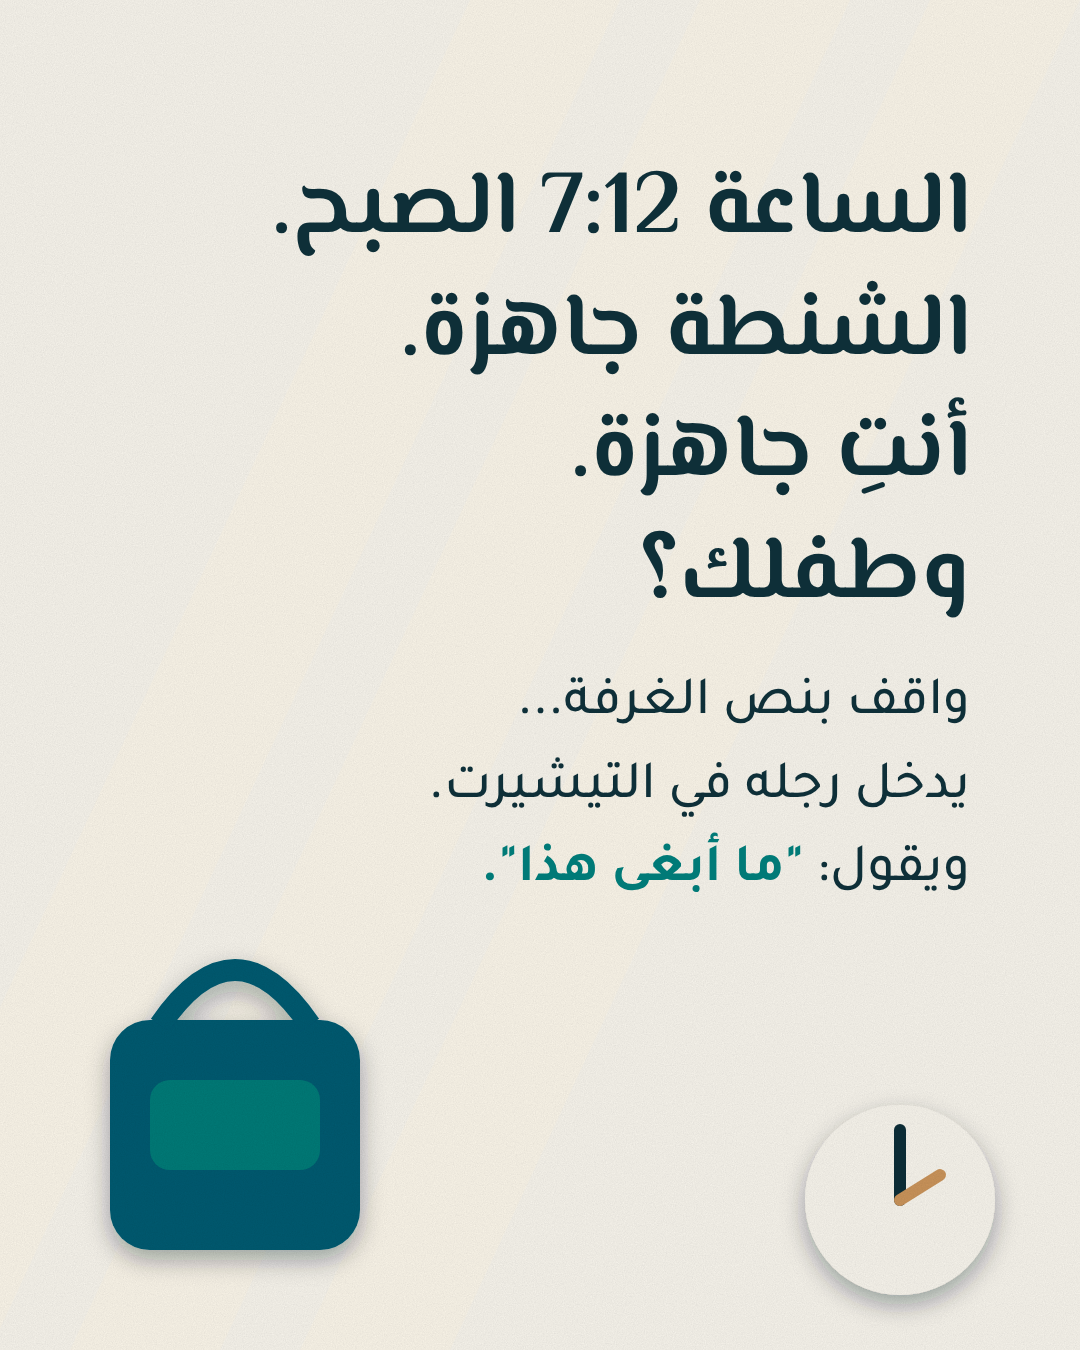 الساعة 7:12 الصبح.
الشنطة جاهزة.
أنتِ جاهزة.
وطفلك؟
واقف بنص الغرفة...
يدخل رجله في التيشيرت.
ويقول: "ما أبغى هذا".